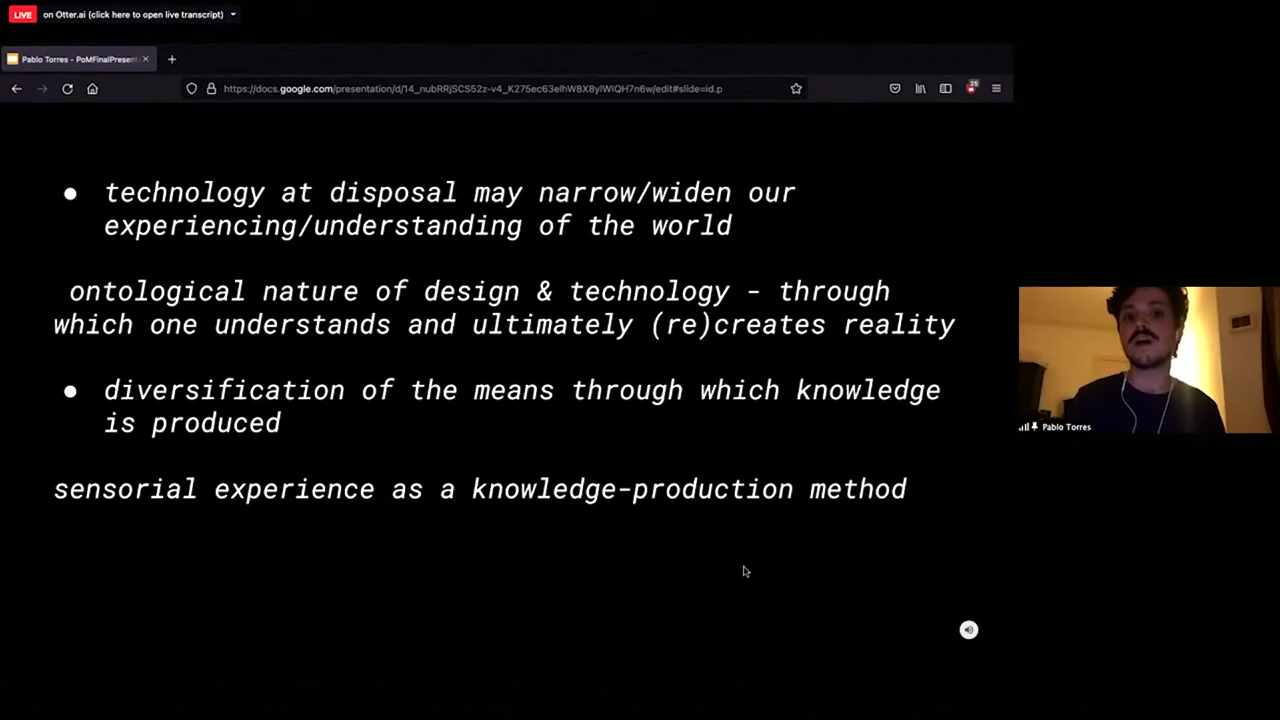 LIVE on Otter.ai (click here to open live transcript)
Pablo Torres - PoMFinalPresent
https://docs.google.com/presentation/d/14_nubRRjSCS52z-v4_K275ec63elhW8X8ylWIQH7n6w/edit#slide=id.p
25
● technology at disposal may narrow/widen our
experiencing/understanding of the world
ontological nature of design & technology - through
which one understands and ultimately (re)creates reality
● diversification of the means through which knowledge
is produced
sensorial experience as a knowledge-production method
Pablo Torres